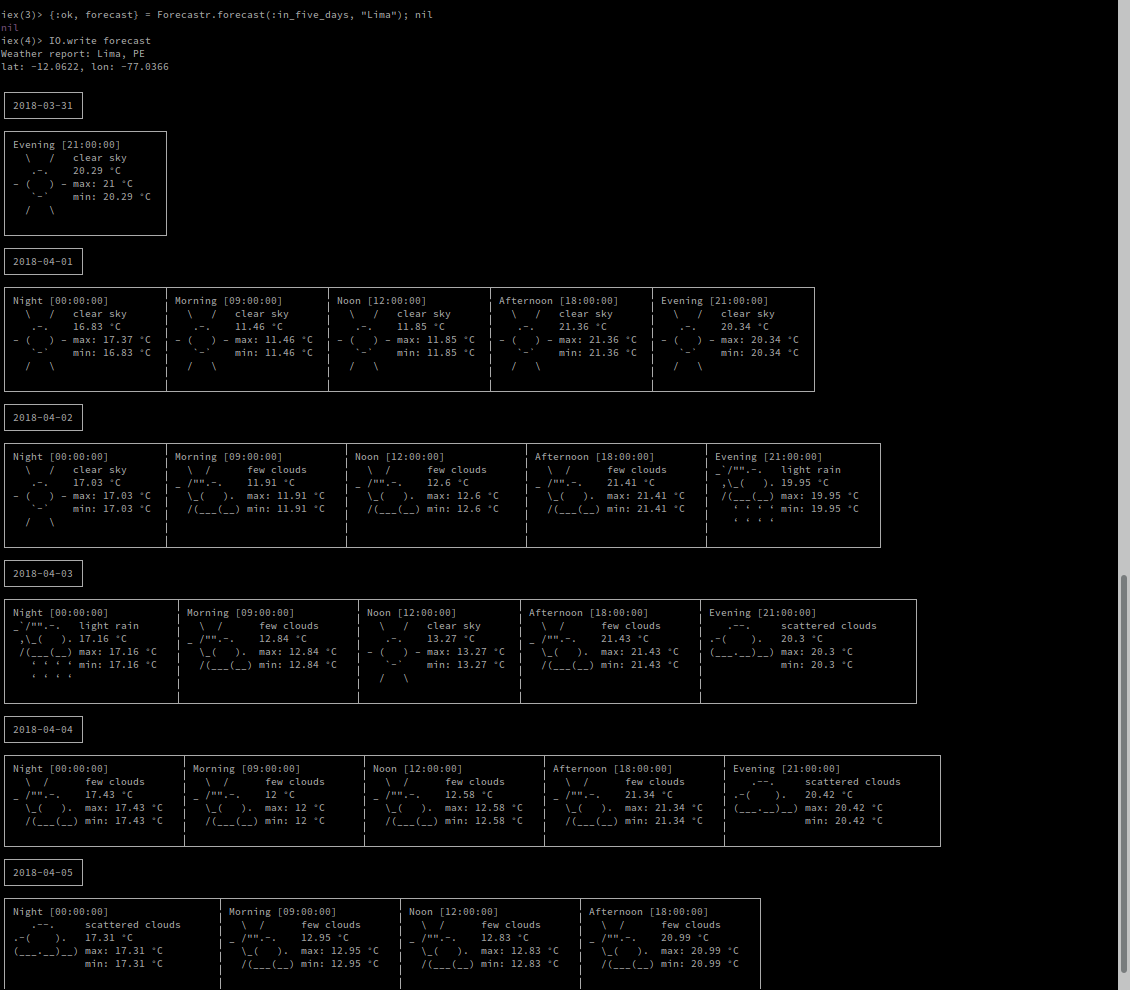 iex(3)> {:ok, forecast} = Forecastr.forecast(:in_five_days, "Lima"); nil
nil
iex(4)> IO.write forecast
Weather report: Lima, PE
lat: -12.0622, lon: -77.0366
2018-03-31
Evening [21:00:00]
clear sky
20.29 °C
max: 21 °C
min: 20.29 °C
2018-04-01
Night [00:00:00] Morning [09:00:00] Noon [12:00:00] Afternoon [18:00:00] Evening [21:00:00]
clear sky clear sky clear sky clear sky clear sky
16.83 °C 11.46 °C 11.85 °C 21.36 °C 20.34 °C
max: 17.37 °C max: 11.46 °C max: 11.85 °C max: 21.36 °C max: 20.34 °C
min: 16.83 °C min: 11.46 °C min: 11.85 °C min: 21.36 °C min: 20.34 °C
2018-04-02
Night [00:00:00] Morning [09:00:00] Noon [12:00:00] Afternoon [18:00:00] Evening [21:00:00]
clear sky few clouds few clouds few clouds light rain
17.03 °C 11.91 °C 12.6 °C 21.41 °C 19.95 °C
max: 17.03 °C max: 11.91 °C max: 12.6 °C max: 21.41 °C max: 19.95 °C
min: 17.03 °C min: 11.91 °C min: 12.6 °C min: 21.41 °C min: 19.95 °C
2018-04-03
Night [00:00:00] Morning [09:00:00] Noon [12:00:00] Afternoon [18:00:00] Evening [21:00:00]
light rain few clouds clear sky few clouds scattered clouds
17.16 °C 12.84 °C 13.27 °C 21.43 °C 20.3 °C
max: 17.16 °C max: 12.84 °C max: 13.27 °C max: 21.43 °C max: 20.3 °C
min: 17.16 °C min: 12.84 °C min: 13.27 °C min: 21.43 °C min: 20.3 °C
2018-04-04
Night [00:00:00] Morning [09:00:00] Noon [12:00:00] Afternoon [18:00:00] Evening [21:00:00]
few clouds few clouds few clouds few clouds scattered clouds
17.43 °C 12 °C 12.58 °C 21.34 °C 20.42 °C
max: 17.43 °C max: 12 °C max: 12.58 °C max: 21.34 °C max: 20.42 °C
min: 17.43 °C min: 12 °C min: 12.58 °C min: 21.34 °C min: 20.42 °C
2018-04-05
Night [00:00:00] Morning [09:00:00] Noon [12:00:00] Afternoon [18:00:00]
scattered clouds few clouds few clouds few clouds
17.31 °C 12.95 °C 12.83 °C 20.99 °C
max: 17.31 °C max: 12.95 °C max: 12.83 °C max: 20.99 °C
min: 17.31 °C min: 12.95 °C min: 12.83 °C min: 20.99 °C